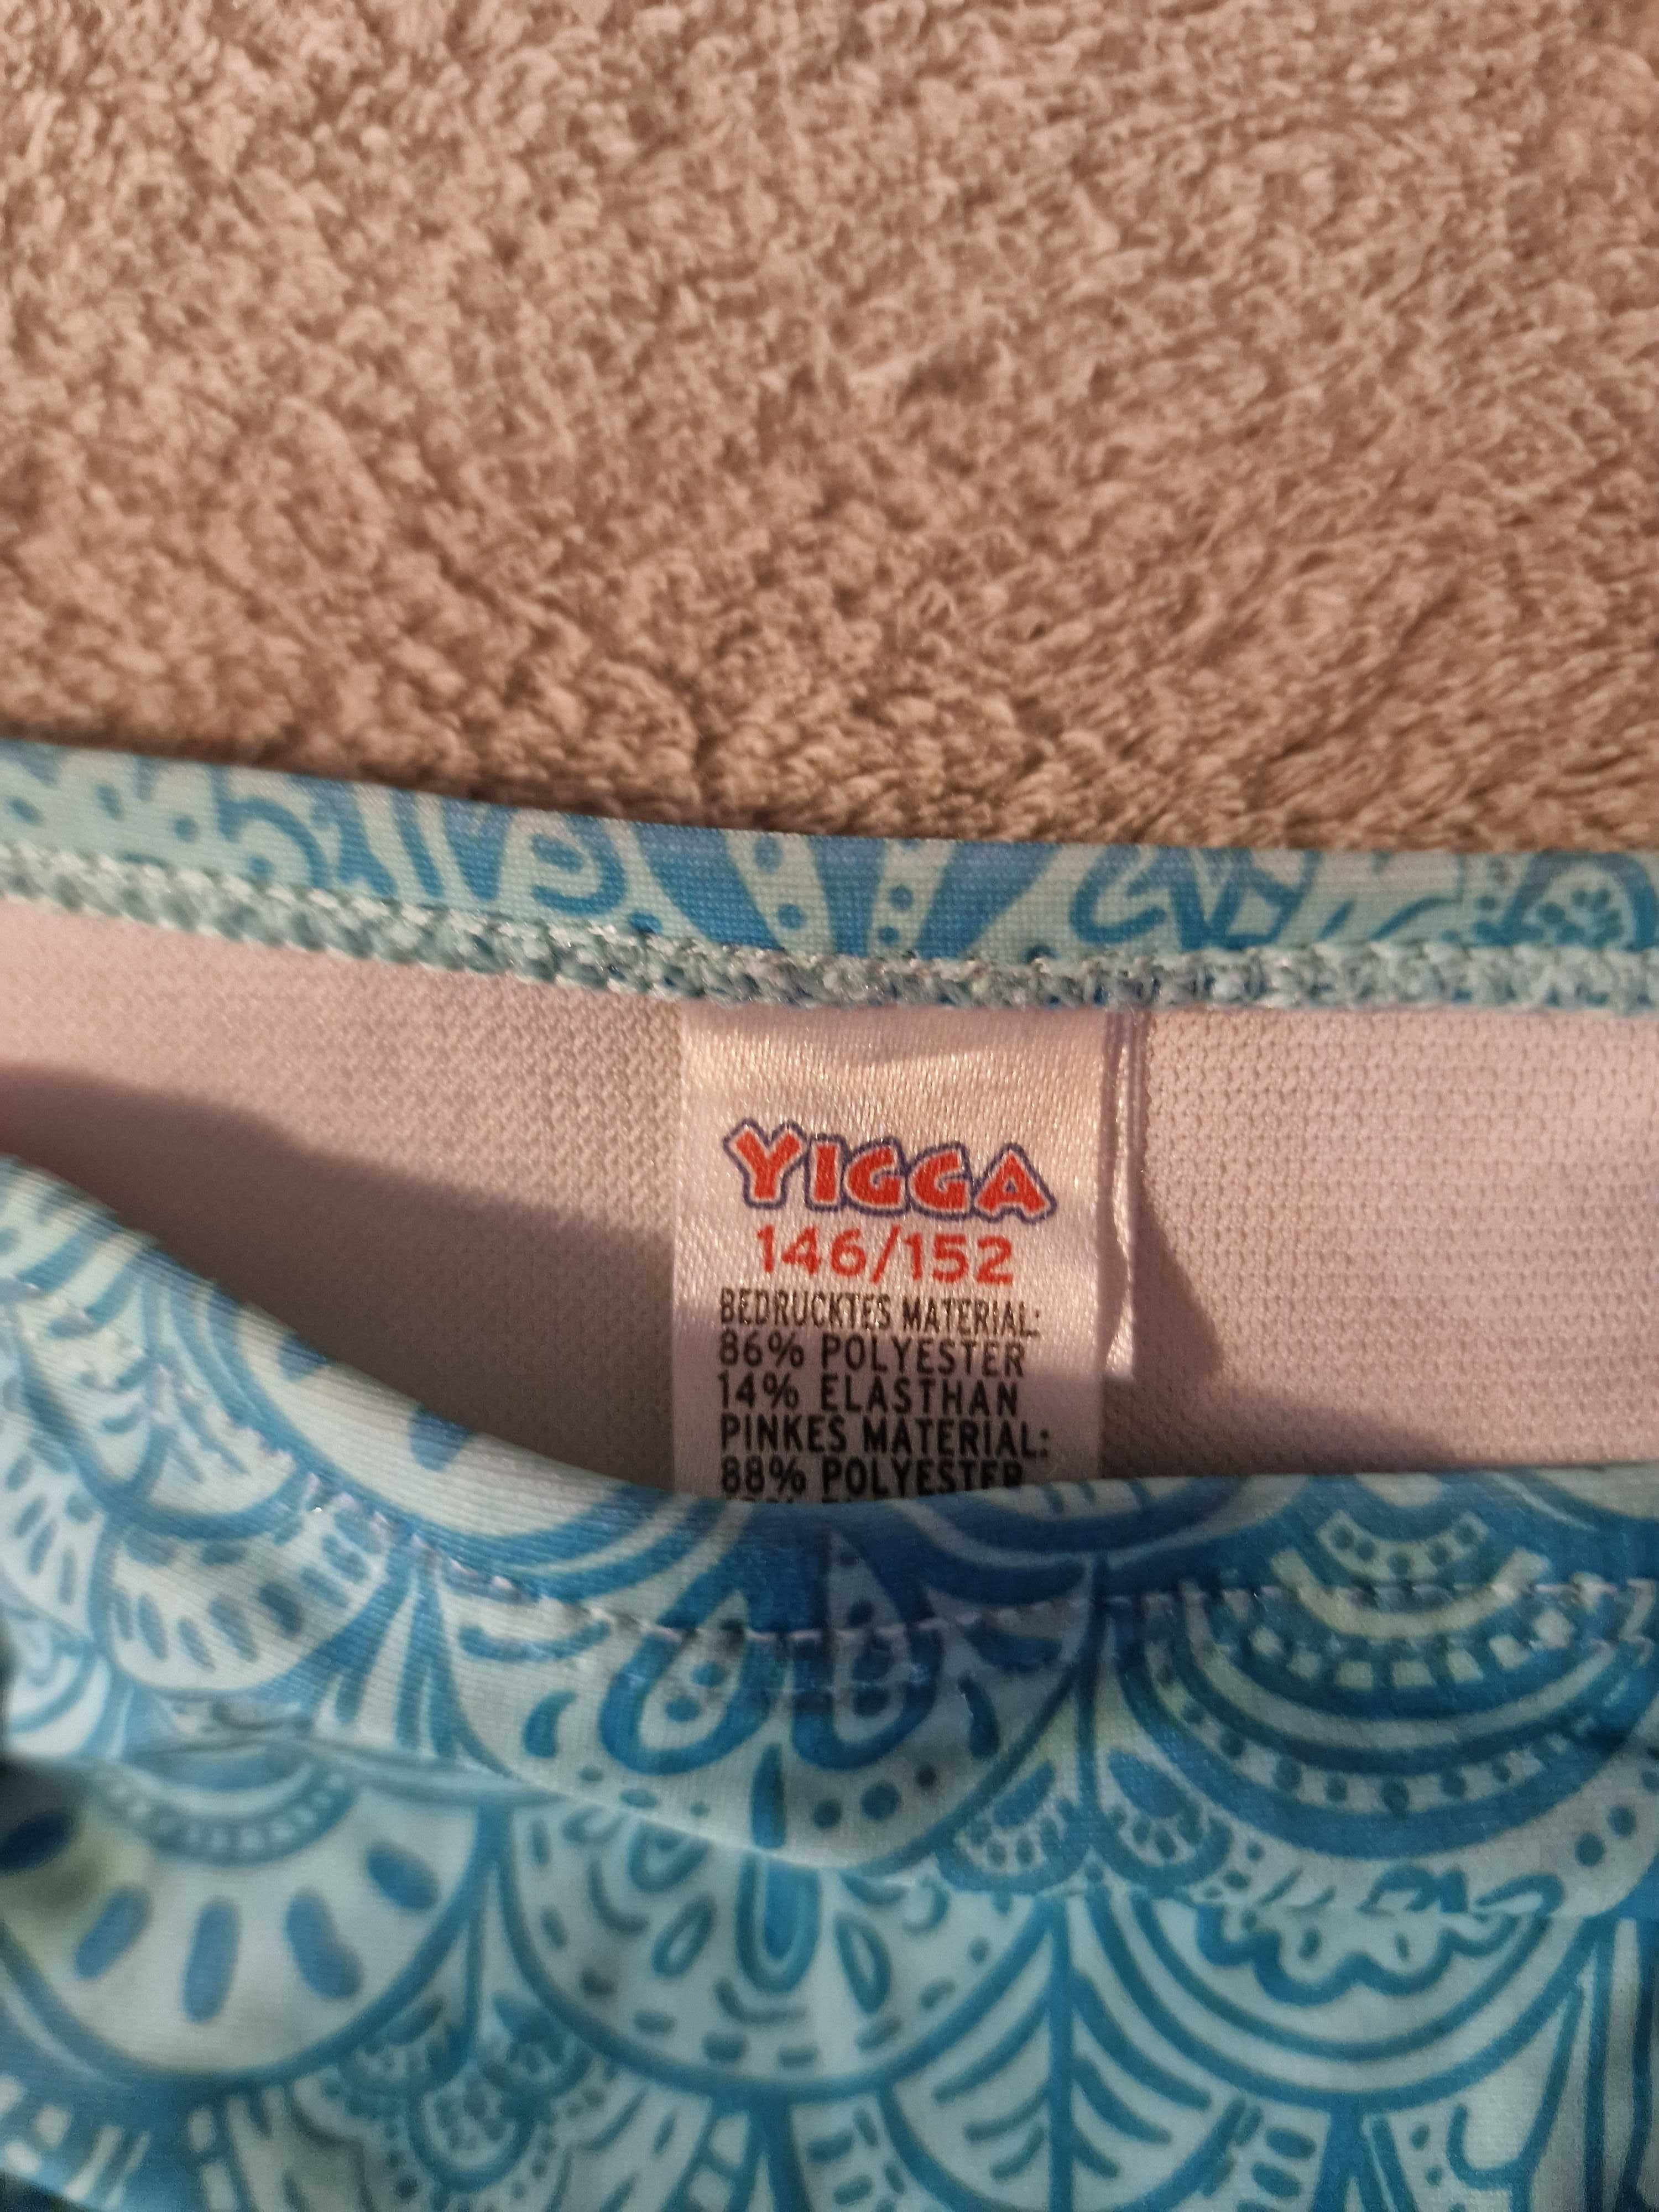 YIGGA
146/152
BEDRUCKTES MATERIAL:
86% POLYESTER
14% ELASTHAN
PINKES MATERIAL:
88% POLYESTER